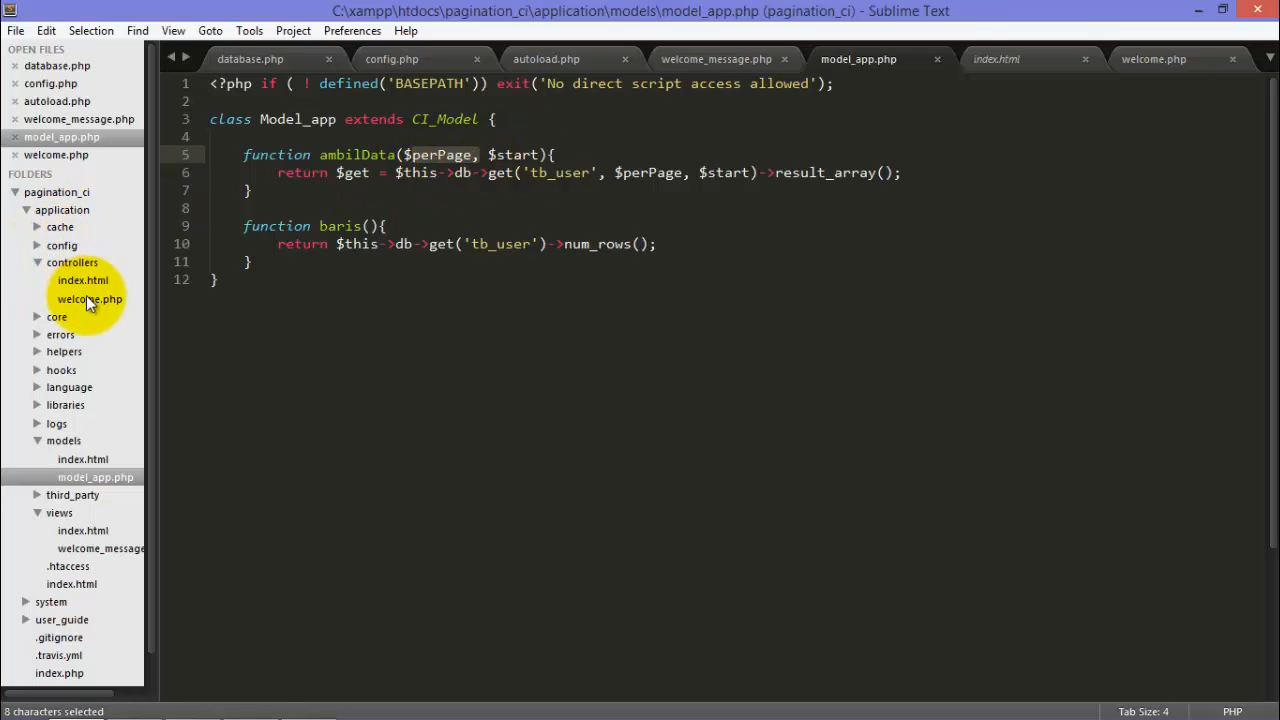 C:\xampp\htdocs\pagination_ci\application\models\model_app.php (pagination_ci) - Sublime Text
File Edit Selection Find View Goto Tools Project Preferences Help
OPEN FILES
database.php
config.php
autoload.php
welcome_message.php
model_app.php
welcome.php
FOLDERS
pagination_ci
application
cache
config
controllers
index.html
welcome.php
core
errors
helpers
hooks
language
libraries
logs
models
index.html
model_app.php
third_party
views
index.html
welcome_message
.htaccess
index.html
system
user_guide
.gitignore
.travis.yml
index.php
database.php config.php autoload.php welcome_message.php model_app.php index.html welcome.php
1 <?php if ( ! defined('BASEPATH')) exit('No direct script access allowed');
2
3 class Model_app extends CI_Model {
4
5 function ambilData($perPage, $start){
6 return $get = $this->db->get('tb_user', $perPage, $start)->result_array();
7 }
8
9 function baris(){
10 return $this->db->get('tb_user')->num_rows();
11 }
12 }
8 characters selected Tab Size: 4 PHP